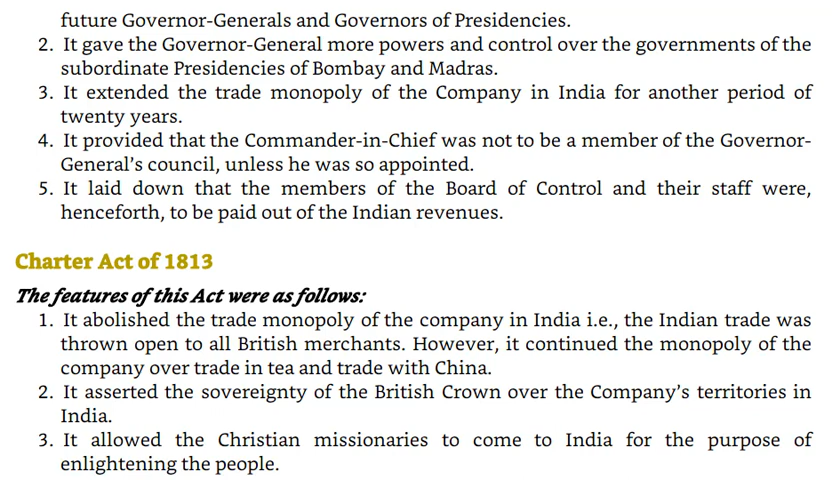 future Governor-Generals and Governors of Presidencies.
2. It gave the Governor-General more powers and control over the governments of the
subordinate Presidencies of Bombay and Madras.
3. It extended the trade monopoly of the Company in India for another period of
twenty years.
4. It provided that the Commander-in-Chief was not to be a member of the Governor-
General’s council, unless he was so appointed.
5. It laid down that the members of the Board of Control and their staff were,
henceforth, to be paid out of the Indian revenues.
Charter Act of 1813
The features of this Act were as follows:
1. It abolished the trade monopoly of the company in India i.e., the Indian trade was
thrown open to all British merchants. However, it continued the monopoly of the
company over trade in tea and trade with China.
2. It asserted the sovereignty of the British Crown over the Company’s territories in
India.
3. It allowed the Christian missionaries to come to India for the purpose of
enlightening the people.